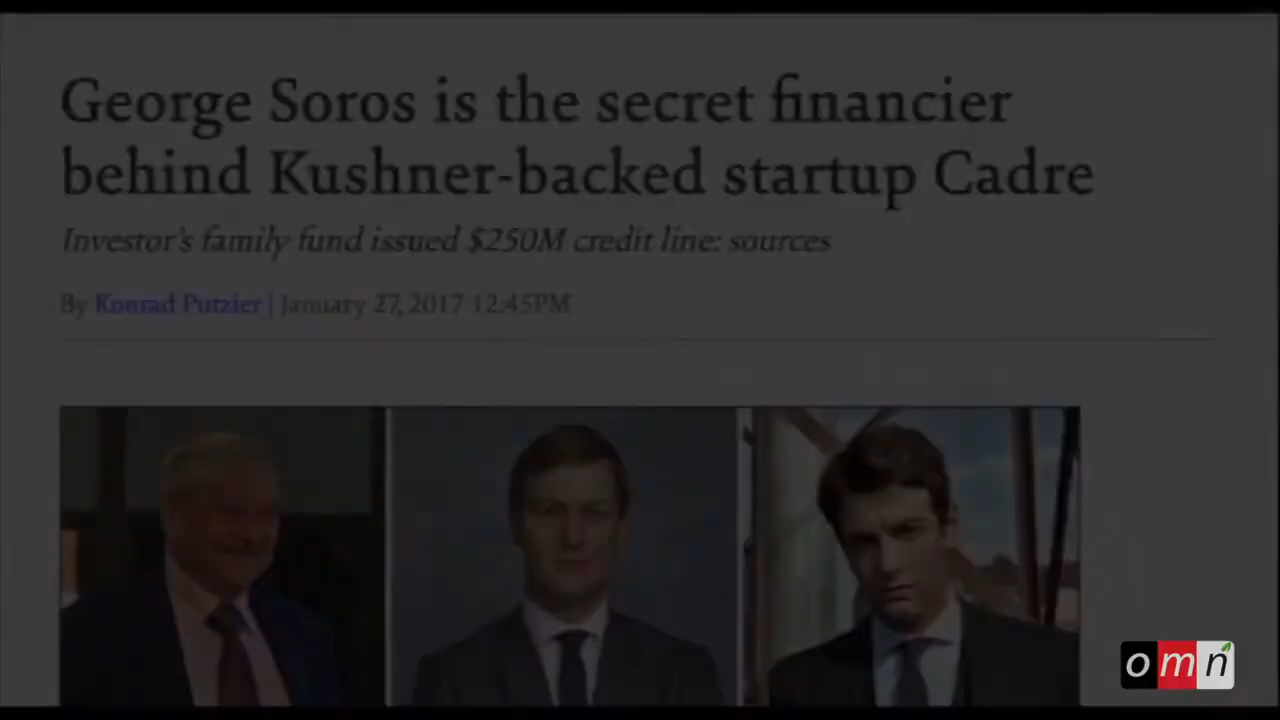 George Soros is the secret financier
behind Kushner-backed startup Cadre
Investor's family fund issued $250M credit line: sources
By Konrad Putzier | January 27, 2017 12:45PM
omn